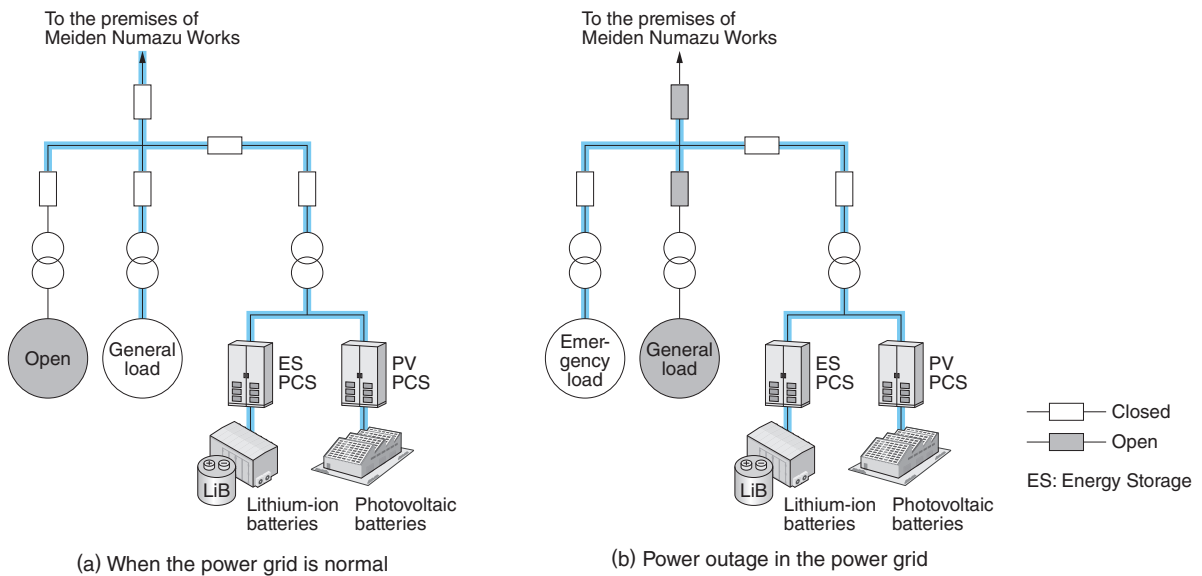 To the premises of
Meiden Numazu Works
Open
General
load
ES
PCS
PV
PCS
LiB
Lithium-ion
batteries
Photovoltaic
batteries
(a) When the power grid is normal
To the premises of
Meiden Numazu Works
Emer-
gency
load
General
load
ES
PCS
PV
PCS
LiB
Lithium-ion
batteries
Photovoltaic
batteries
(b) Power outage in the power grid
Closed
Open
ES: Energy Storage